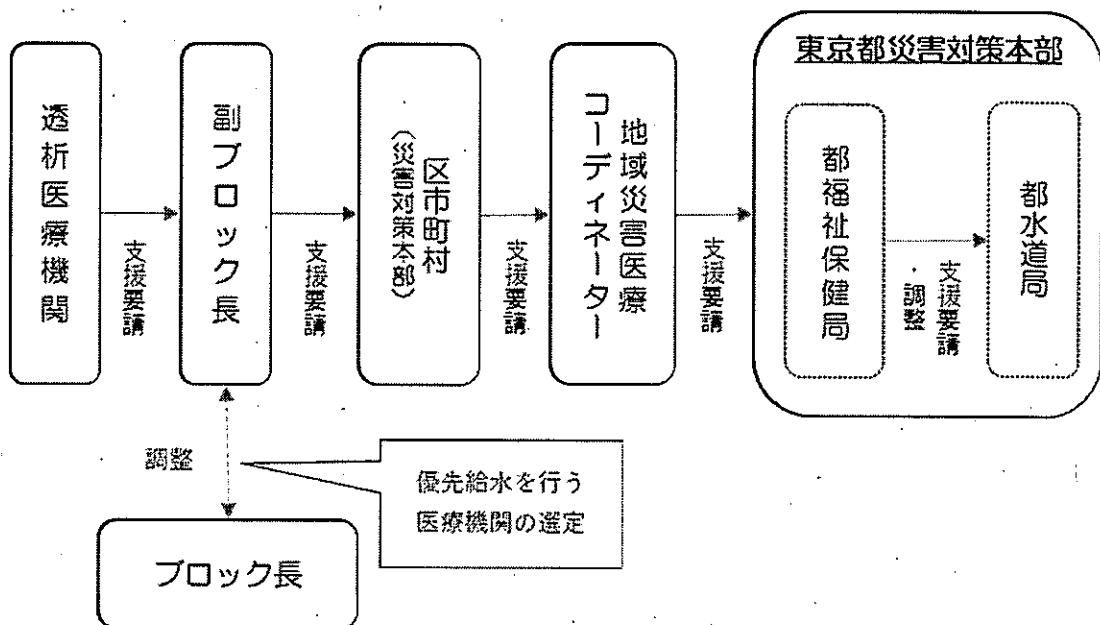 透析医療機関
支援要請
副ブロック長
支援要請
区市町村
（災害対策本部）
支援要請
地域災害医療
コーディネーター
支援要請
東京都災害対策本部
都福祉保健局
支援要請
・調整
都水道局
調整
優先給水を行う
医療機関の選定
ブロック長